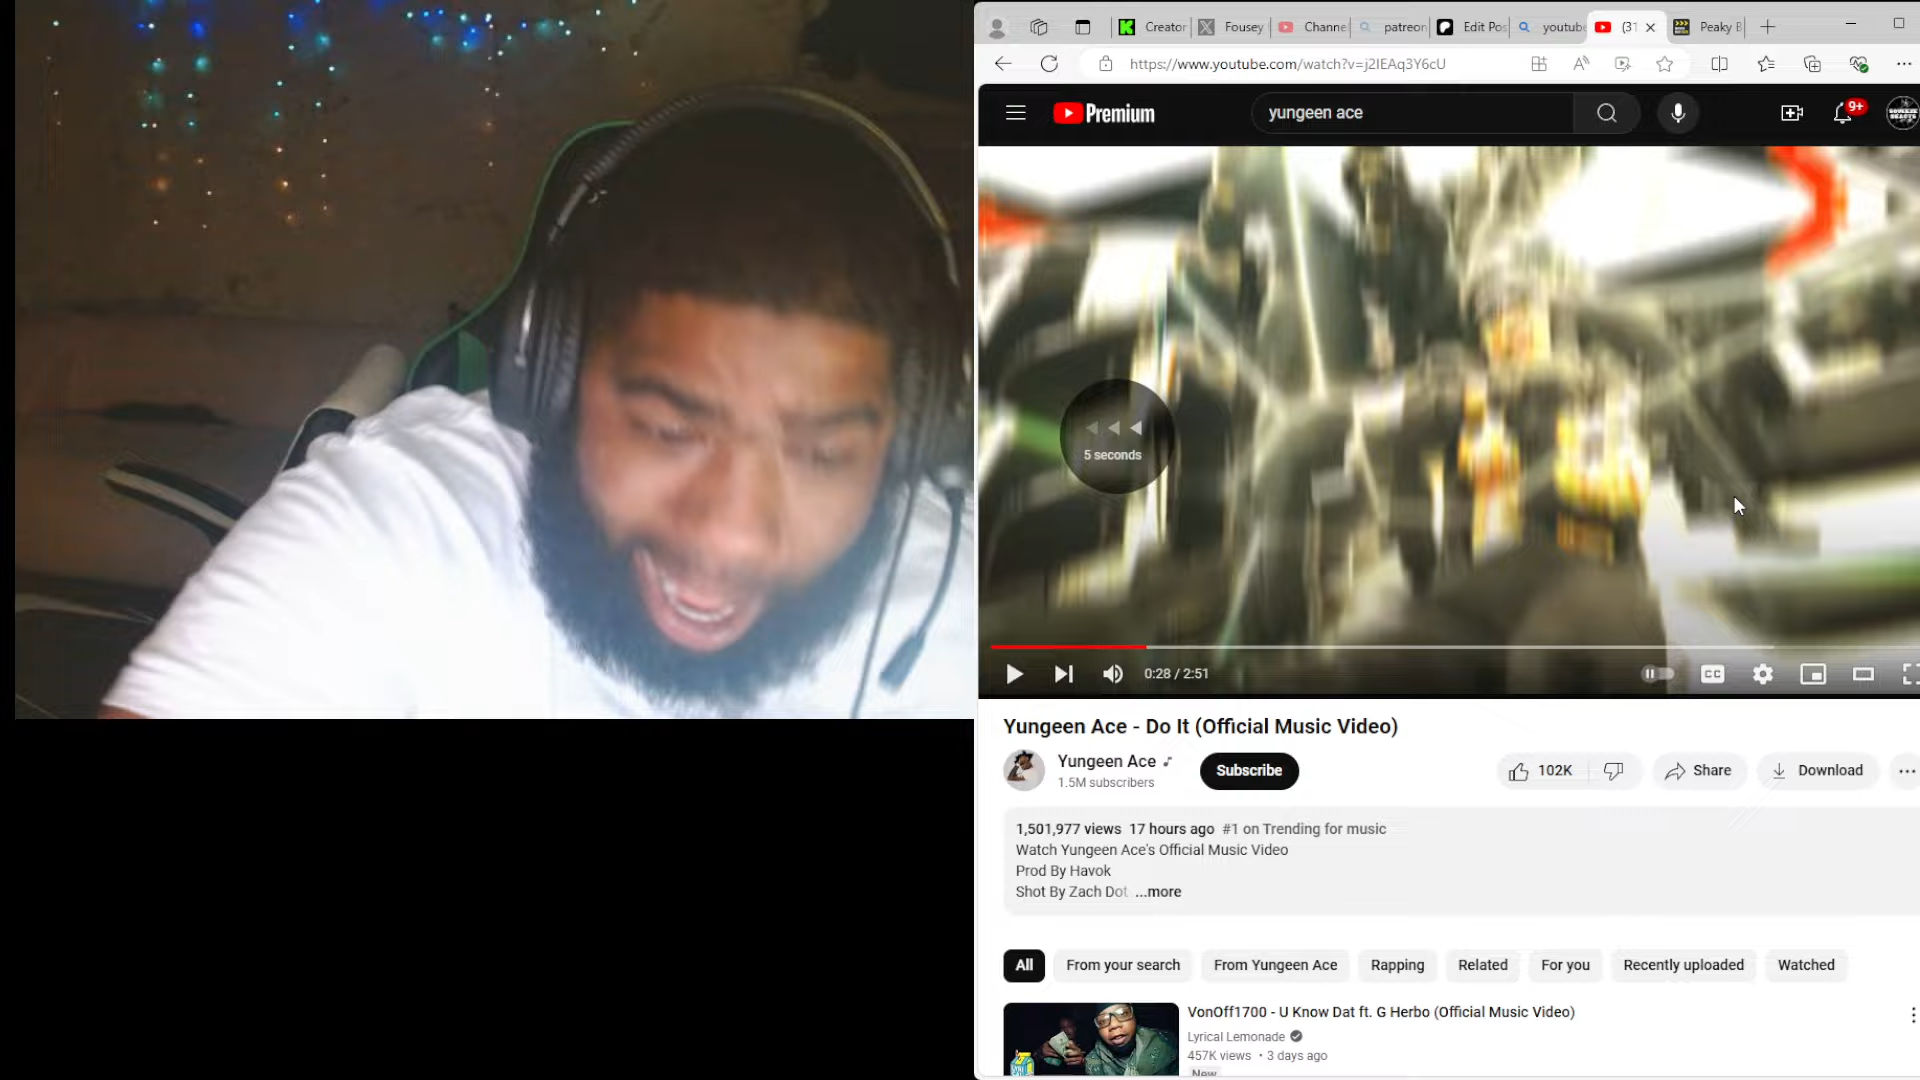 Creator
Fousey
Channe
patreon
Edit Pos
youtube
(31
Peaky B
https://www.youtube.com/watch?v=j2IEAq3Y6cU
Premium
yungeen ace
9+
5 seconds
0:28 / 2:51
CC
Yungeen Ace - Do It (Official Music Video)
Yungeen Ace
1.5M subscribers
Subscribe
102K
Share
Download
1,501,977 views 17 hours ago #1 on Trending for music
Watch Yungeen Ace's Official Music Video
Prod By Havok
Shot By Zach Dot ...more
All
From your search
From Yungeen Ace
Rapping
Related
For you
Recently uploaded
Watched
VonOff1700 - U Know Dat ft. G Herbo (Official Music Video)
Lyrical Lemonade
457K views • 3 days ago
New